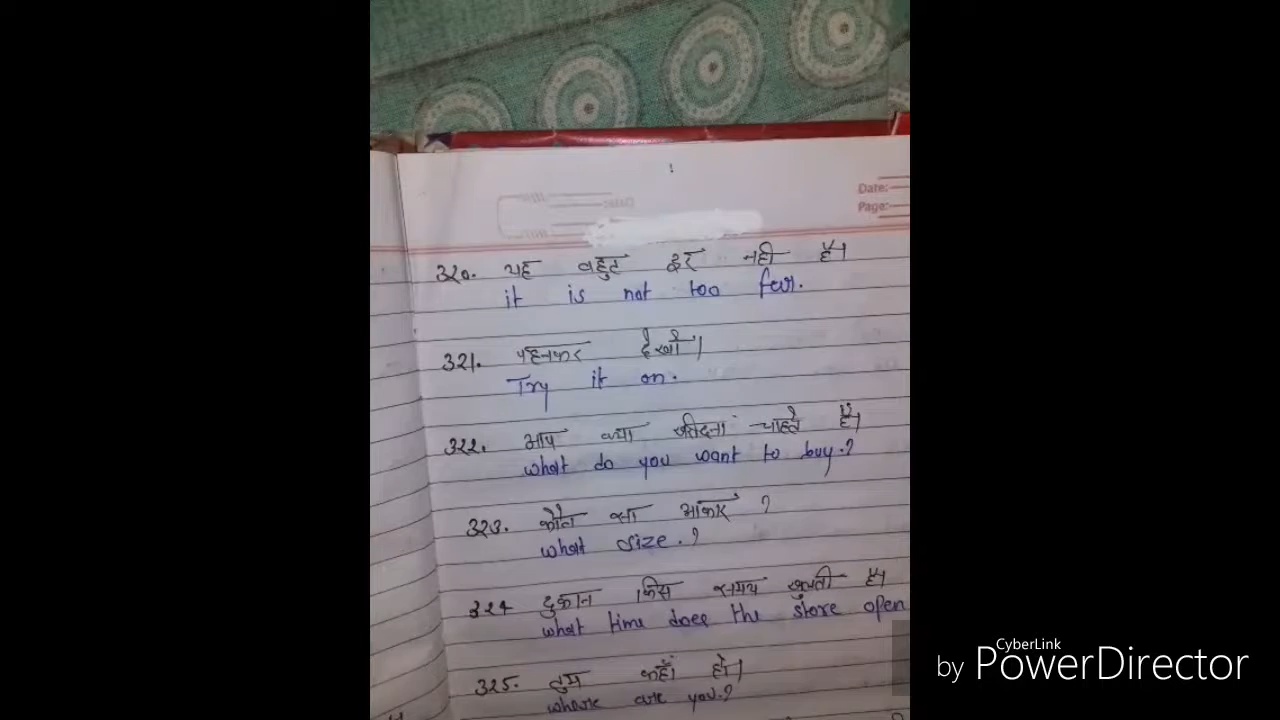 Date:
Page:
320. यह बहुत दूर नही है।
it is not too far.
321. पहनकर देखों।
Try it on.
322. आप क्या खरीदना चाहते है।
what do you want to buy.?
323. कौन सा आकार ?
what size.?
324 दुकान किस समय खुलती है।
what time does the store open
325. तुम कहाँ हो।
where are you.?
CyberLink
by PowerDirector